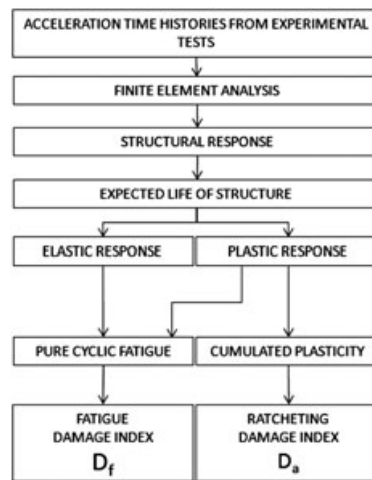 ACCELERATION TIME HISTORIES FROM EXPERIMENTAL
TESTS
FINITE ELEMENT ANALYSIS
STRUCTURAL RESPONSE
EXPECTED LIFE OF STRUCTURE
ELASTIC RESPONSE
PLASTIC RESPONSE
PURE CYCLIC FATIGUE
CUMULATED PLASTICITY
FATIGUE
DAMAGE INDEX
Df
RATCHETING
DAMAGE INDEX
Da